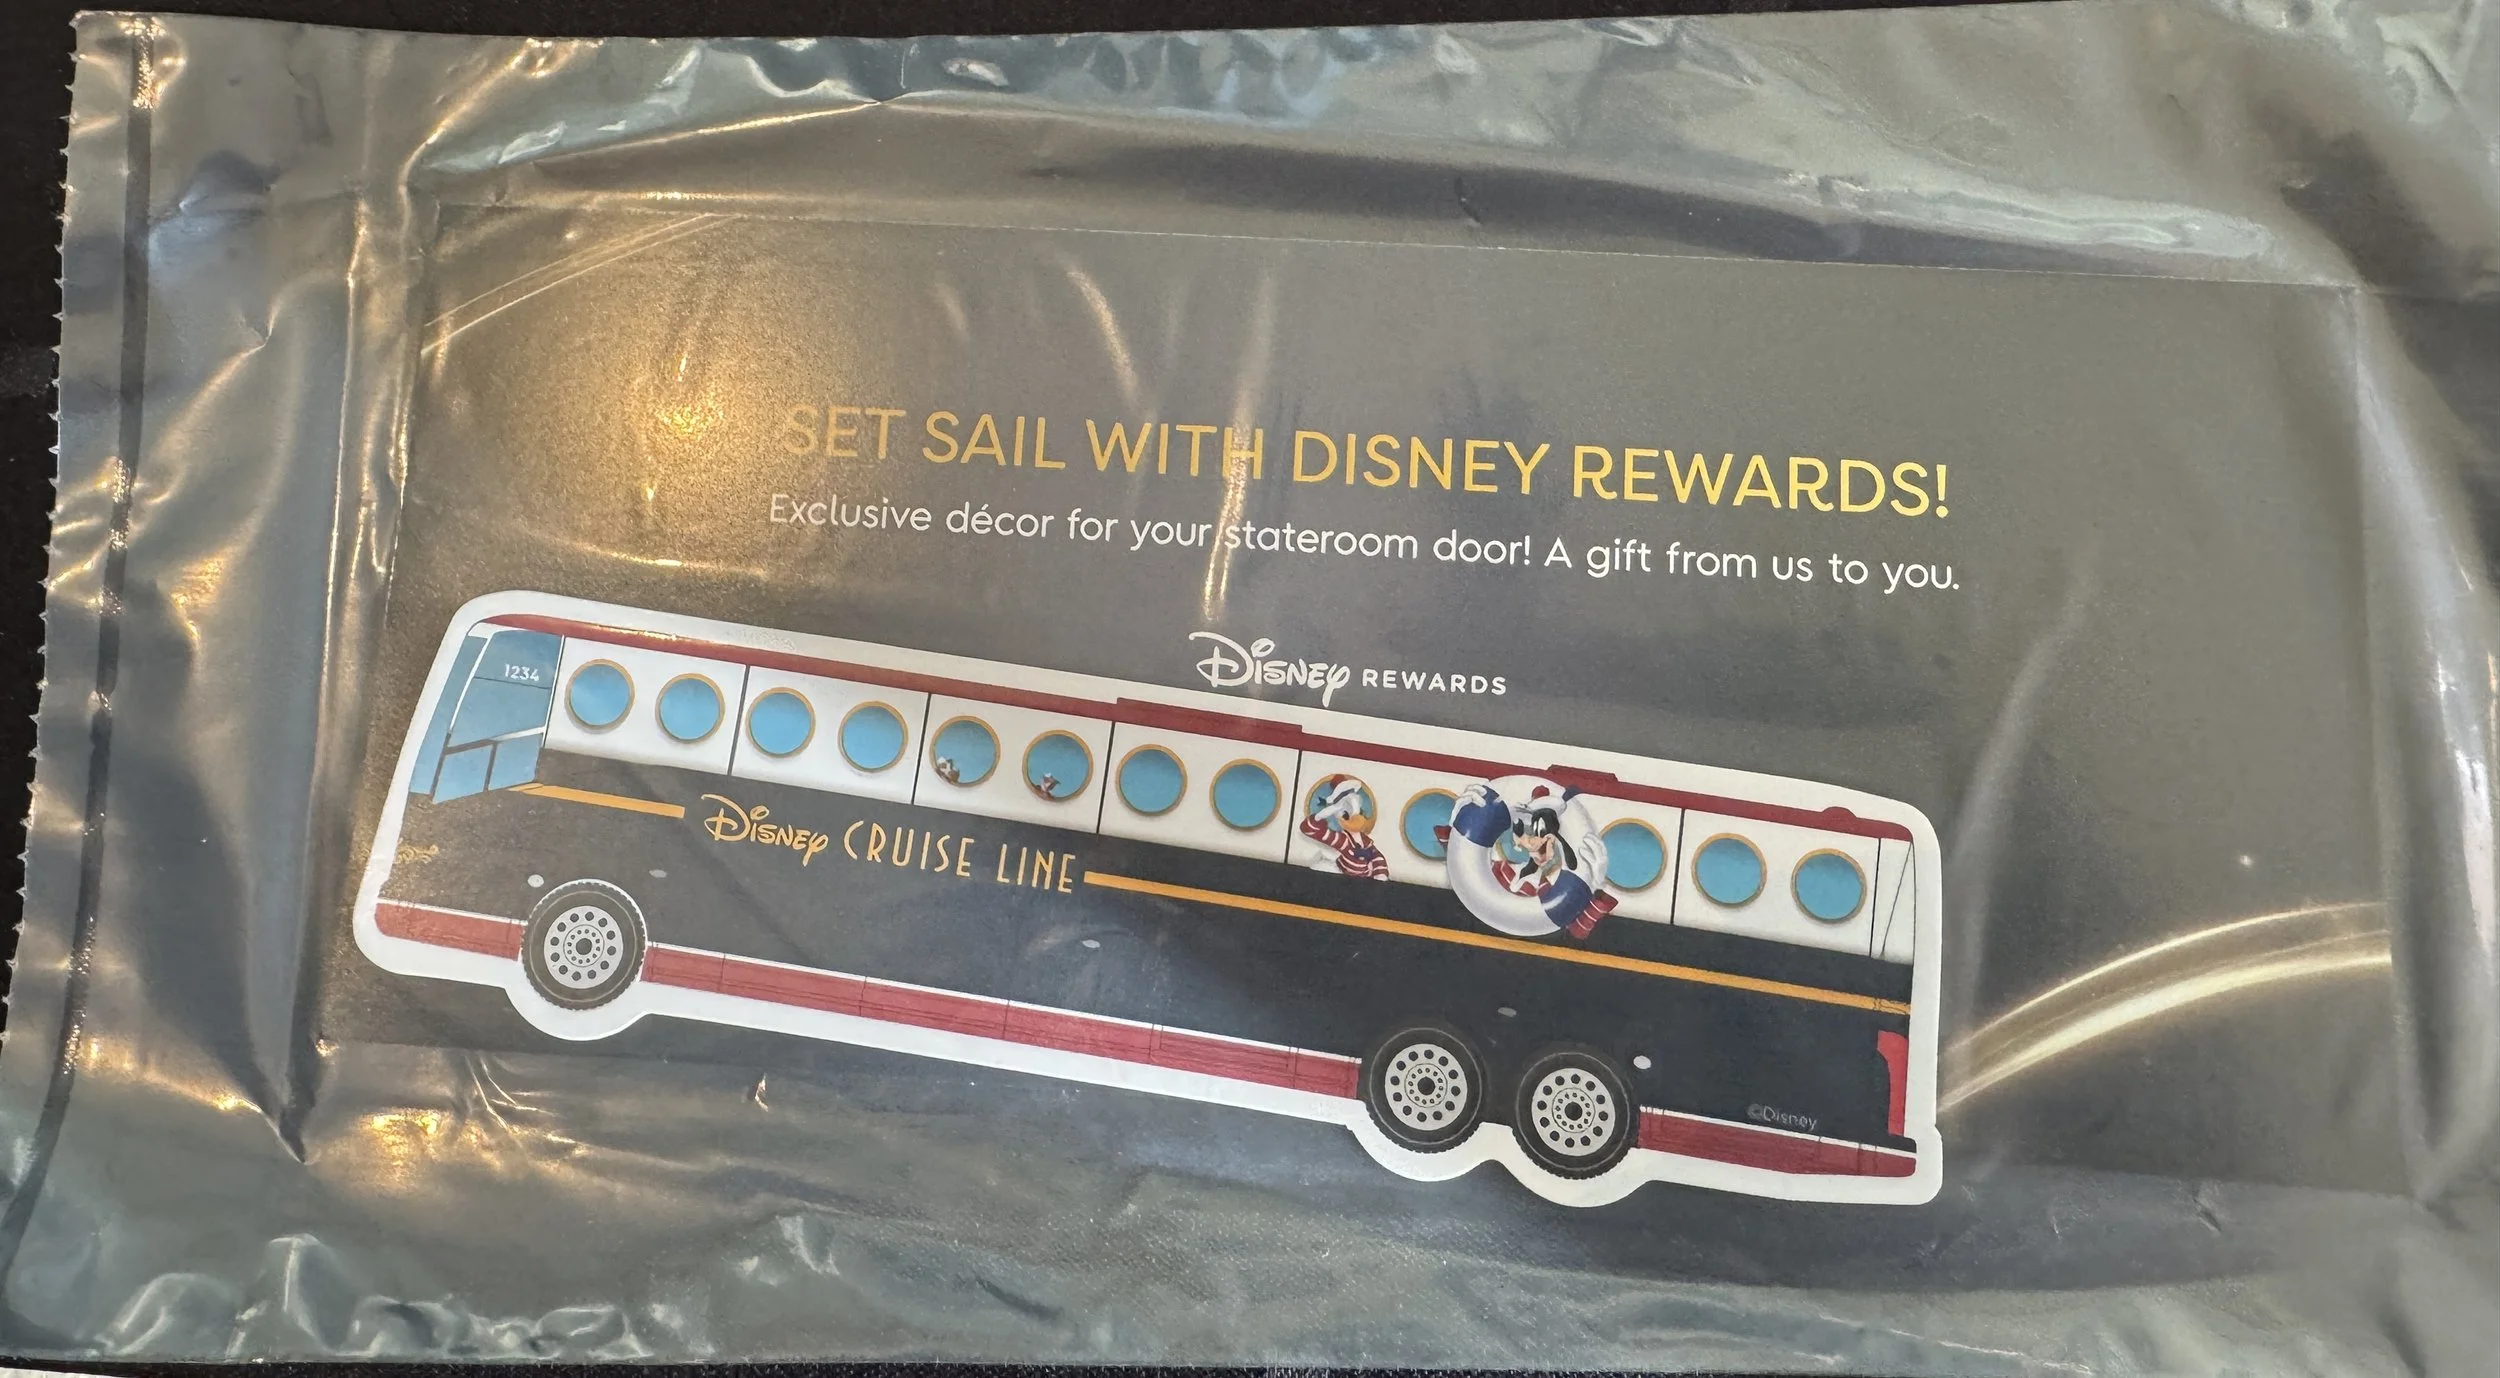 SET SAIL WITH DISNEY REWARDS!
Exclusive décor for your stateroom door! A gift from us to you.
Disney REWARDS
1234
Disney CRUISE LINE
©Disney